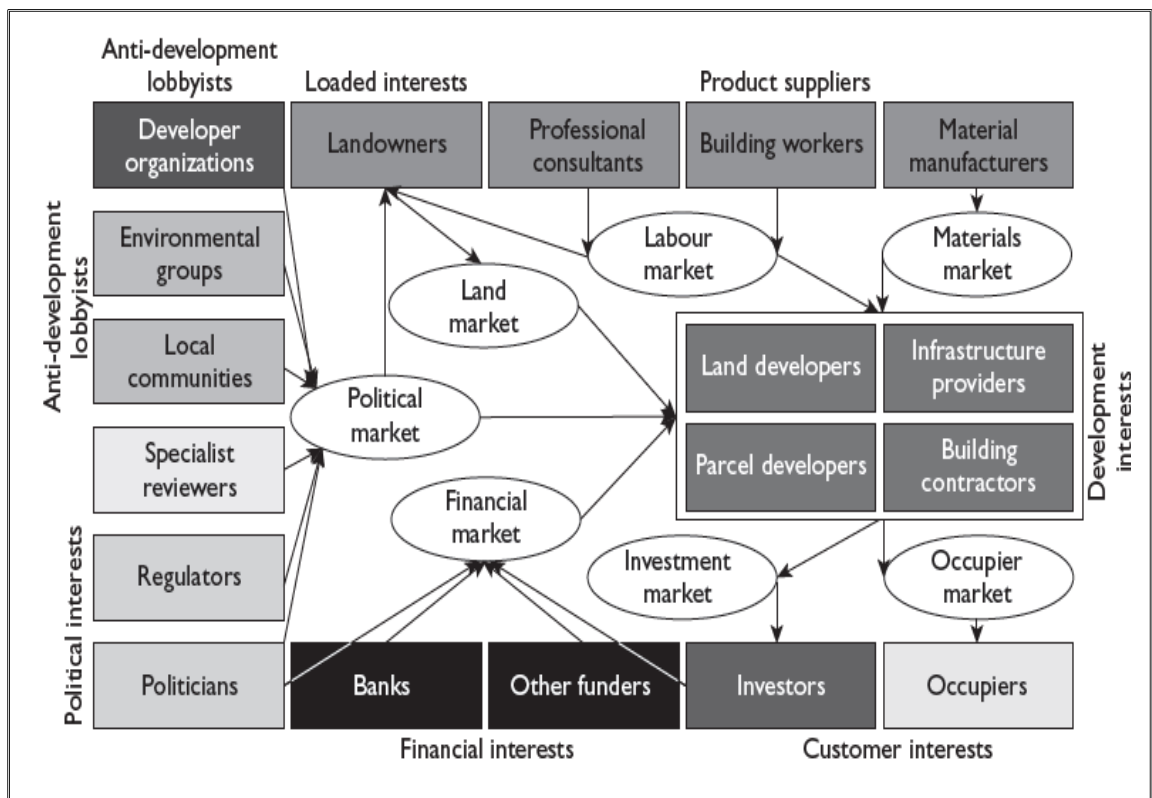 Anti-development
lobbyists
Loaded interests
Product suppliers
Developer
organizations
Landowners
Professional
consultants
Building workers
Material
manufacturers
Environmental
groups
Labour
market
Materials
market
Land
market
Anti-development
lobbyists
Local
communities
Land developers
Infrastructure
providers
Political
market
Development
interests
Specialist
reviewers
Parcel developers
Building
contractors
Financial
market
Political interests
Regulators
Investment
market
Occupier
market
Politicians
Banks
Other funders
Investors
Occupiers
Financial interests
Customer interests